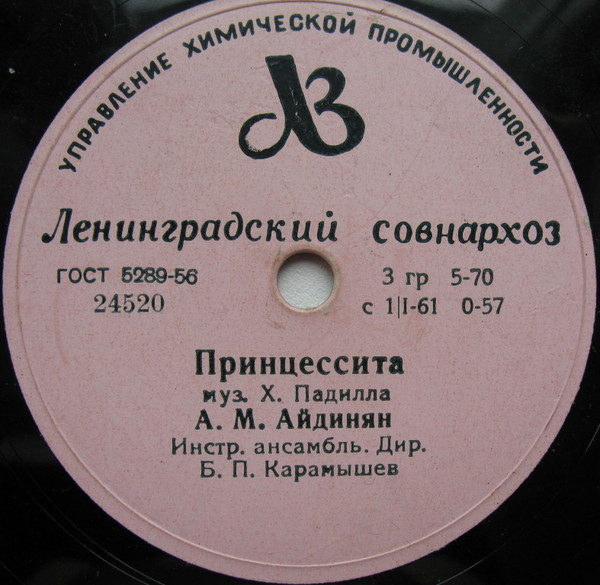 УПРАВЛЕНИЕ ХИМИЧЕСКОЙ ПРОМЫШЛЕННОСТИ
ЛЗ
Ленинградский совнархоз
ГОСТ 5289-56
24520
3 гр 5-70
с 1|I-61 0-57
Принцессита
муз. Х. Падилла
А. М. Айдинян
Инстр. ансамбль. Дир.
Б. П. Карамышев